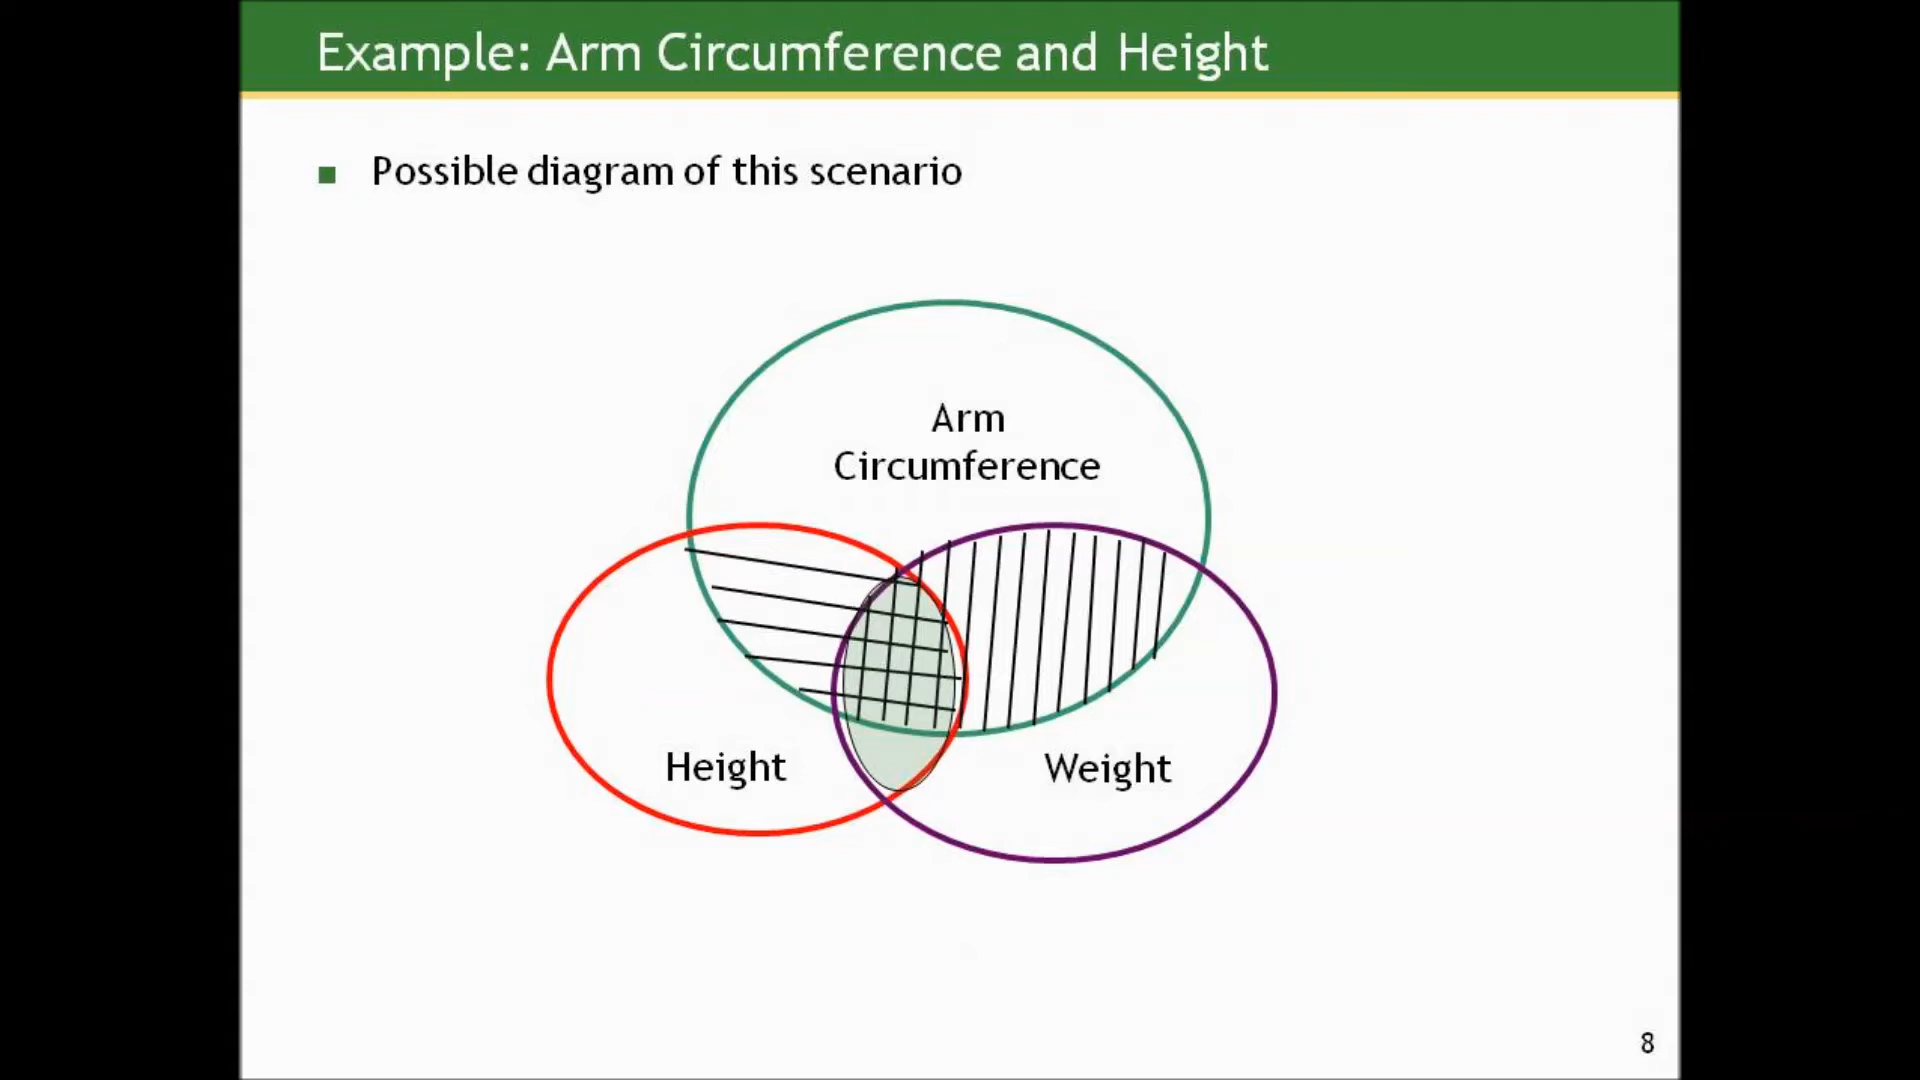 Example: Arm Circumference and Height
Possible diagram of this scenario
Arm
Circumference
Height
Weight
8